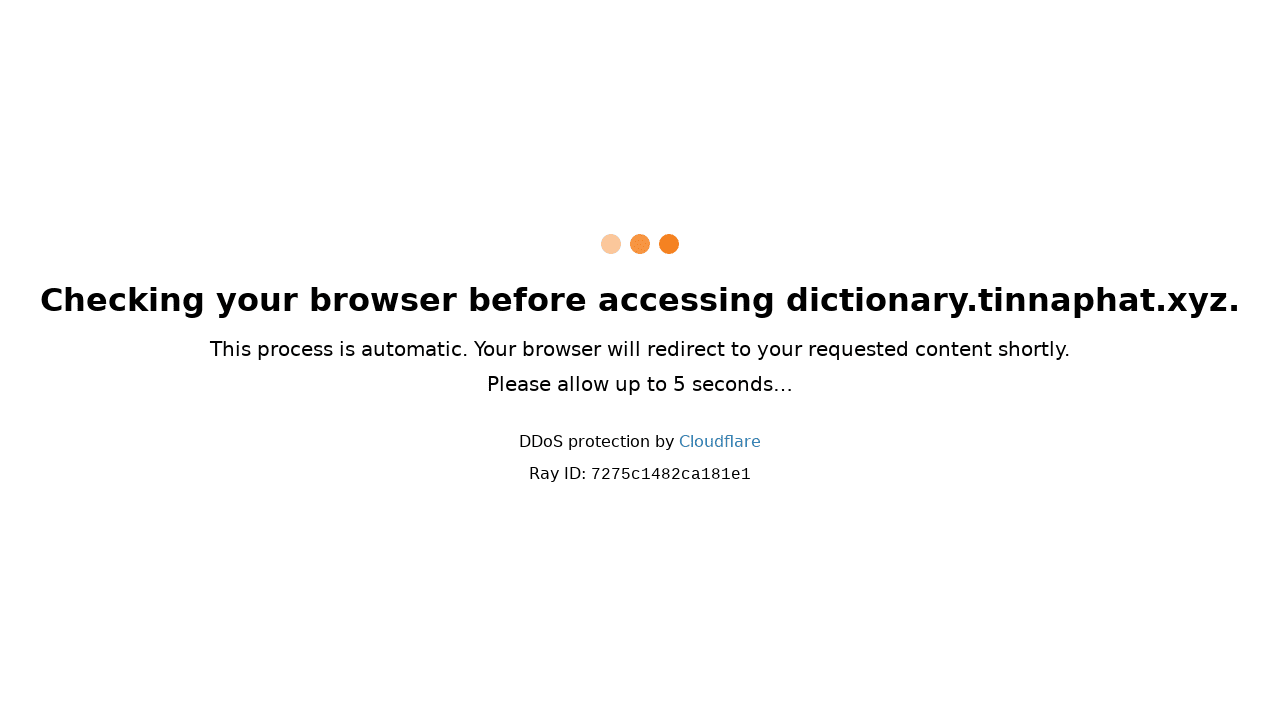 Checking your browser before accessing dictionary.tinnaphat.xyz.
This process is automatic. Your browser will redirect to your requested content shortly.
Please allow up to 5 seconds…
DDoS protection by Cloudflare
Ray ID: 7275c1482ca181e1